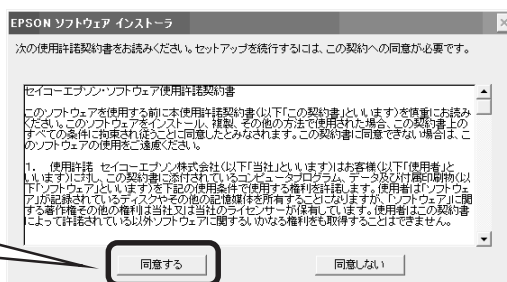 EPSON ソフトウェア インストーラ
次の使用許諾契約書をお読みください。セットアップを続行するには、この契約への同意が必要です。
セイコーエプソン・ソフトウェア使用許諾契約書
このソフトウェアを使用する前に本使用許諾契約書(以下「この契約書」といいます)を慎重にお読み
ください。このソフトウェアをインストール、複製、その他の方法で使用された場合、この契約書上の
すべての条件に拘束され従うことに同意したとみなされます。この契約書に同意できない場合は、こ
のソフトウェアの使用をご遠慮ください。
1. 使用許諾 セイコーエプソン株式会社(以下「当社」といいます)はお客様(以下「使用者」と
いいます)に対し、この契約書に添付されているコンピュータプログラム、データ及び付属印刷物(以
下「ソフトウェア」といいます)を下記の使用条件で使用する権利を許諾します。使用者は「ソフトウェ
ア」が記録されているディスクやその他の記憶媒体を所有することになりますが、「ソフトウェア」に関
する著作権その他の権利は当社又は当社のライセンサーが保有しています。使用者はこの契約書
によって許諾されている以外ソフトウェアに関するいかなる権利をも取得することはできません。
同意する
同意しない